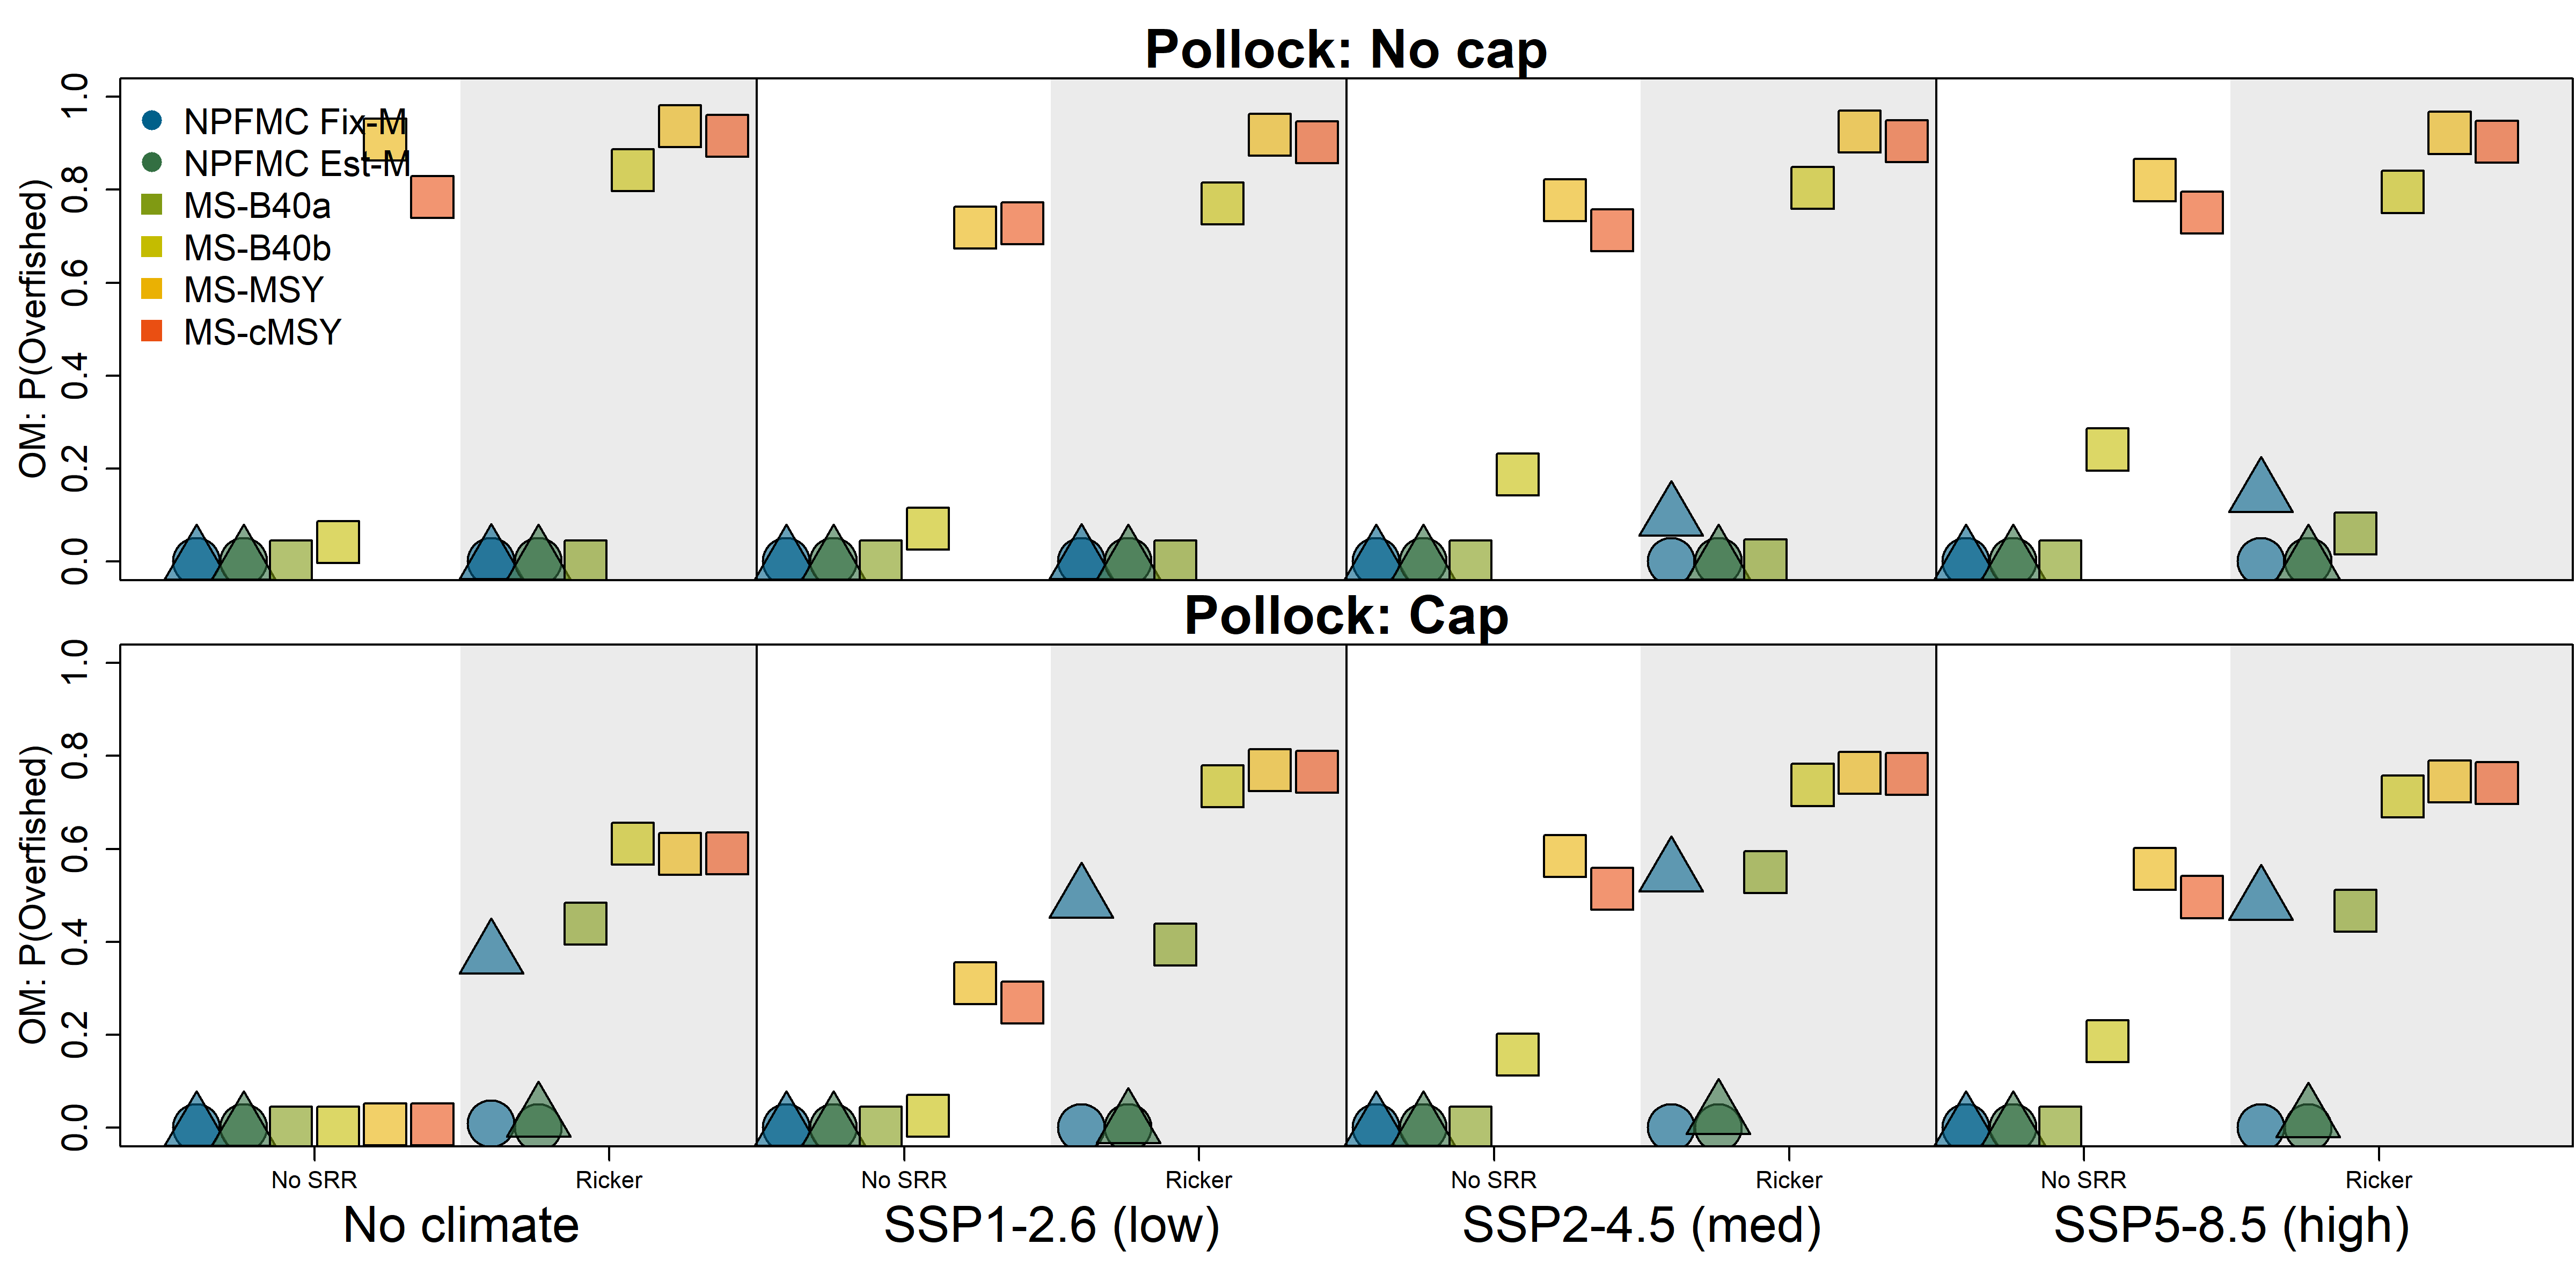 Pollock: No cap
OM: P(Overfished)
1.0
0.8
0.6
0.4
0.2
0.0
NPFMC Fix-M
NPFMC Est-M
MS-B40a
MS-B40b
MS-MSY
MS-cMSY
Pollock: Cap
OM: P(Overfished)
1.0
0.8
0.6
0.4
0.2
0.0
No SRR Ricker No SRR Ricker No SRR Ricker No SRR Ricker
No climate SSP1-2.6 (low) SSP2-4.5 (med) SSP5-8.5 (high)